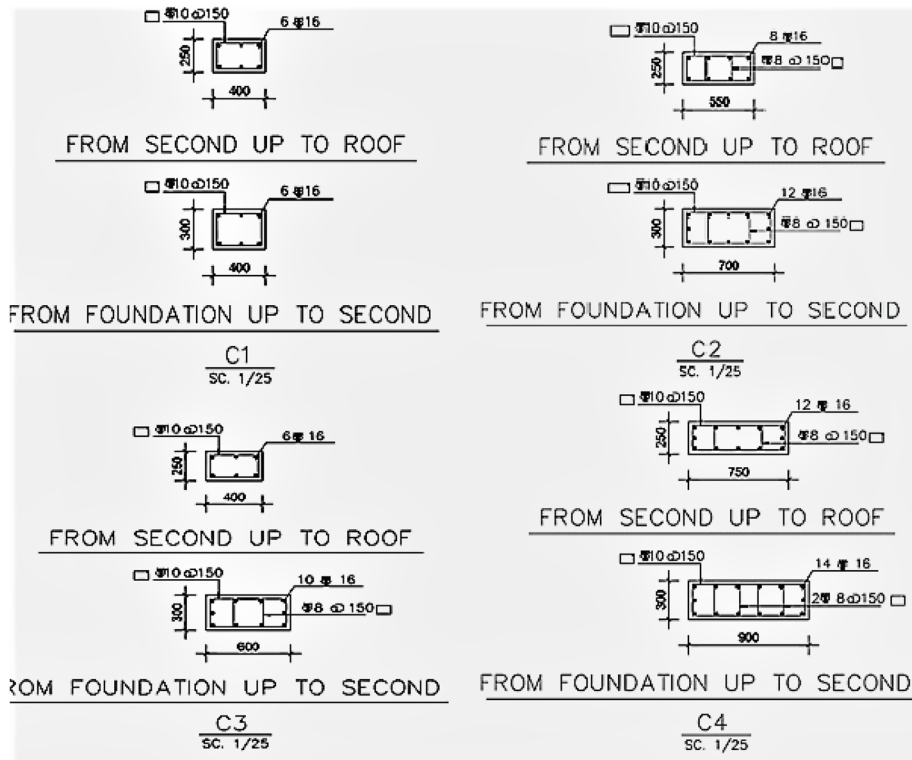 Φ10@150
6 Φ16
250
400
FROM SECOND UP TO ROOF
Φ10@150
6 Φ16
300
400
FROM FOUNDATION UP TO SECOND
C1
SC. 1/25
Φ10@150
8 Φ16
Φ8 @ 150
250
550
FROM SECOND UP TO ROOF
Φ10@150
12 Φ16
Φ8 @ 150
300
700
FROM FOUNDATION UP TO SECOND
C2
SC. 1/25
Φ10@150
6 Φ 16
250
400
FROM SECOND UP TO ROOF
Φ10@150
10 Φ 16
Φ8 @ 150
300
600
ROM FOUNDATION UP TO SECOND
C3
SC. 1/25
Φ10@150
12 Φ 16
Φ8 @ 150
250
750
FROM SECOND UP TO ROOF
Φ10@150
14 Φ 16
2Φ 8@150
300
900
FROM FOUNDATION UP TO SECOND
C4
SC. 1/25